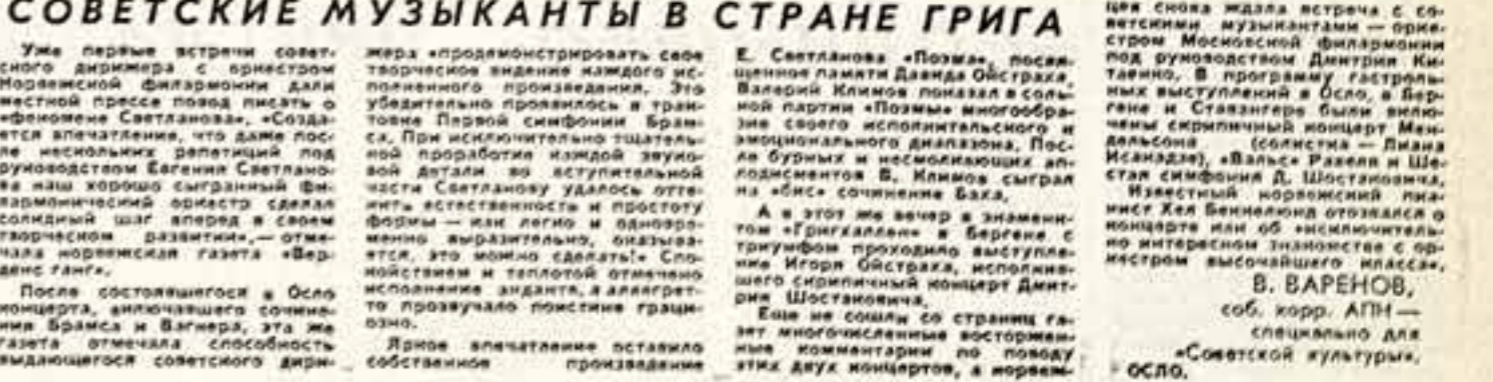 СОВЕТСКИЕ МУЗЫКАНТЫ В СТРАНЕ ГРИГА
Уже первые встречи совет-
ского дирижера с оркестром
Норвежской филармонии дали
местной прессе повод писать о
«феномене Светланова». «Созда-
ется впечатление, что даже пос-
ле нескольких репетиций под
руководством Евгения Светлано-
ва наш хорошо сыгранный фи-
лармонический оркестр сделал
солидный шаг вперед в своем
творческом развитии»,— отме-
чала норвежская газета «Вер-
денс ганг».
После состоявшегося в Осло
концерта, включавшего сочине-
ния Брамса и Вагнера, эта же
газета отмечала способность
выдающегося советского дири-
жера «продемонстрировать свое
творческое видение каждого ис-
полненного произведения. Это
убедительно проявилось в трак-
товке Первой симфонии Брам-
са. При исключительно тщатель-
ной проработке каждой звуко-
вой детали во вступительной
части Светланову удалось отте-
нить естественность и простоту
формы — как легко и одновре-
менно выразительно, оказыва-
ется, это можно сделать!» Спо-
койствием и теплотой отмечено
исполнение анданте, а аллегрет-
то прозвучало поистине граци-
озно.
Яркое впечатление оставило
собственное произведение
Е. Светланова «Поэма», посвя-
щенное памяти Давида Ойстраха.
Валерий Климов показал в соль-
ной партии «Поэмы» многообра-
зие своего исполнительского и
эмоционального диапазона. Пос-
ле бурных и несмолкающих ап-
лодисментов В. Климов сыграл
на «бис» сочинение Баха.
А в этот же вечер в знамени-
том «Григхаллен» в Бергене с
триумфом проходило выступле-
ние Игоря Ойстраха, исполнив-
шего скрипичный концерт Дмит-
рия Шостаковича.
Еще не сошли со страниц га-
зет многочисленные восторжен-
ные комментарии по поводу
этих двух концертов, а норвеж-
цев снова ждала встреча с со-
ветскими музыкантами — орке-
стром Московской филармонии
под руководством Дмитрия Ки-
таенко. В программу гастроль-
ных выступлений в Осло, в Бер-
гене и Ставангере были вклю-
чены скрипичный концерт Мен-
дельсона (солистка — Лиана
Исакадзе), «Вальс» Равеля и Ше-
стая симфония Д. Шостаковича.
Известный норвежский пиа-
нист Хел Беннелюнд отозвался о
концерте как об «исключитель-
но интересном знакомстве с ор-
кестром высочайшего класса».
В. ВАРЕНОВ,
соб. корр. АПН —
специально для
«Советской культуры».
ОСЛО.